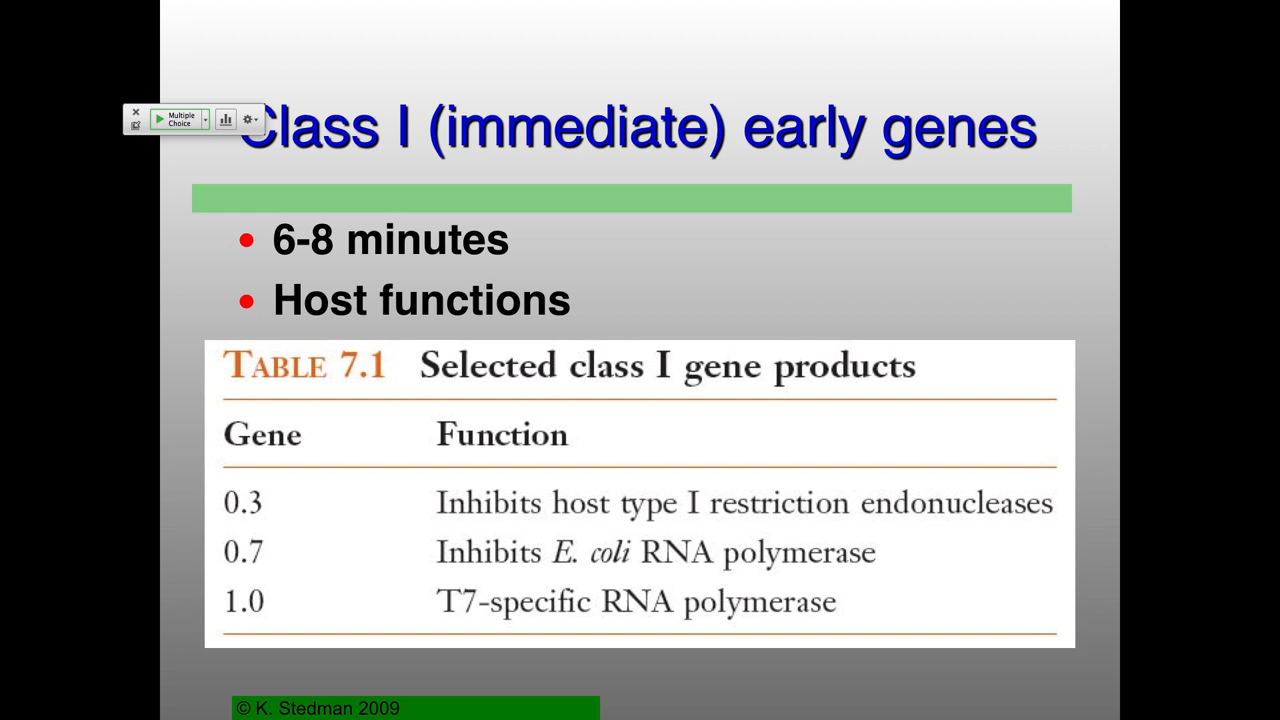 Multiple
Choice
Class I (immediate) early genes
• 6-8 minutes
• Host functions
TABLE 7.1 Selected class I gene products
Gene Function
0.3 Inhibits host type I restriction endonucleases
0.7 Inhibits E. coli RNA polymerase
1.0 T7-specific RNA polymerase
© K. Stedman 2009